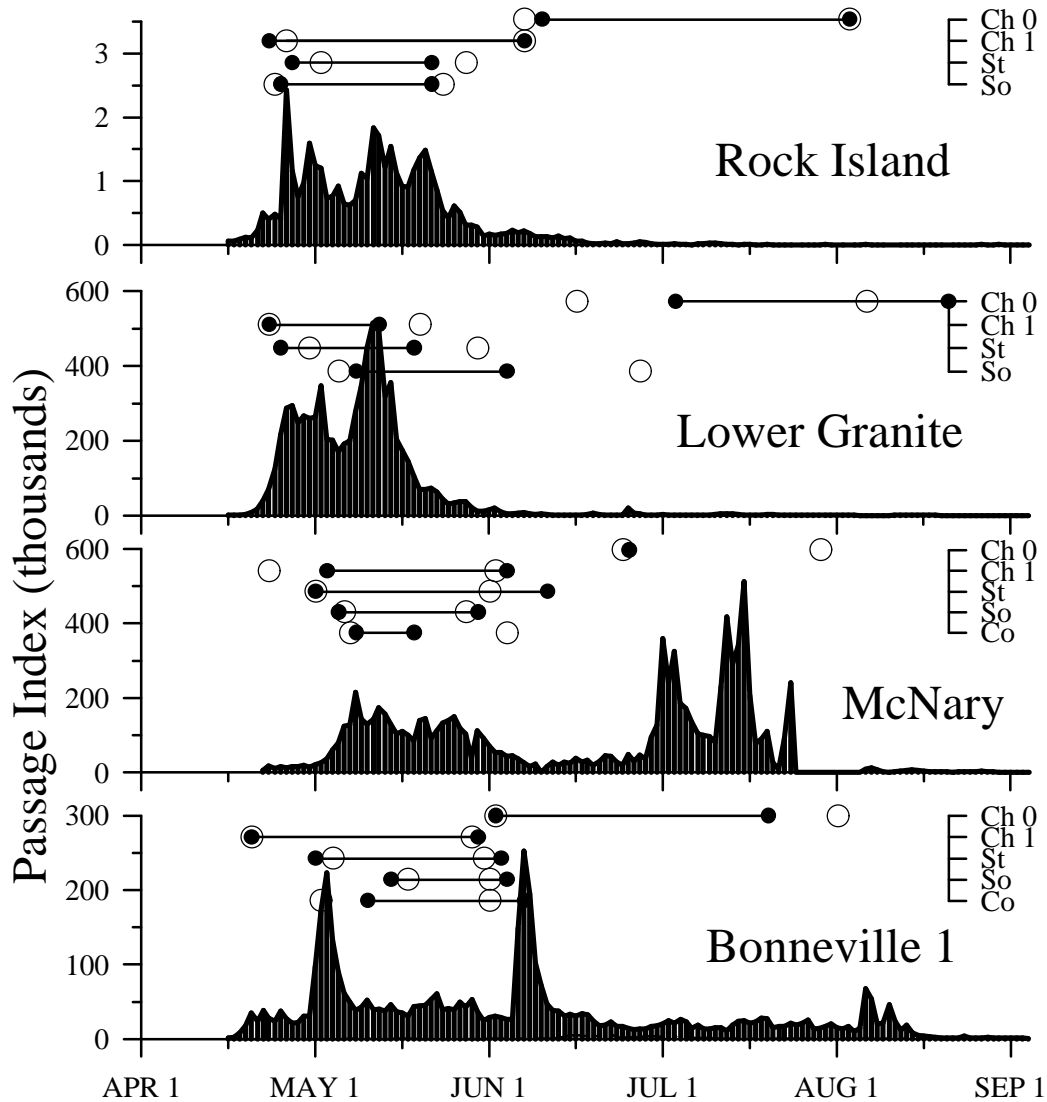 Passage Index (thousands)
3
2
1
0
Ch 0
Ch 1
St
So
Rock Island
600
400
200
0
Ch 0
Ch 1
St
So
Lower Granite
600
400
200
0
Ch 0
Ch 1
St
So
Co
McNary
300
200
100
0
Ch 0
Ch 1
St
So
Co
Bonneville 1
APR 1 MAY 1 JUN 1 JUL 1 AUG 1 SEP 1